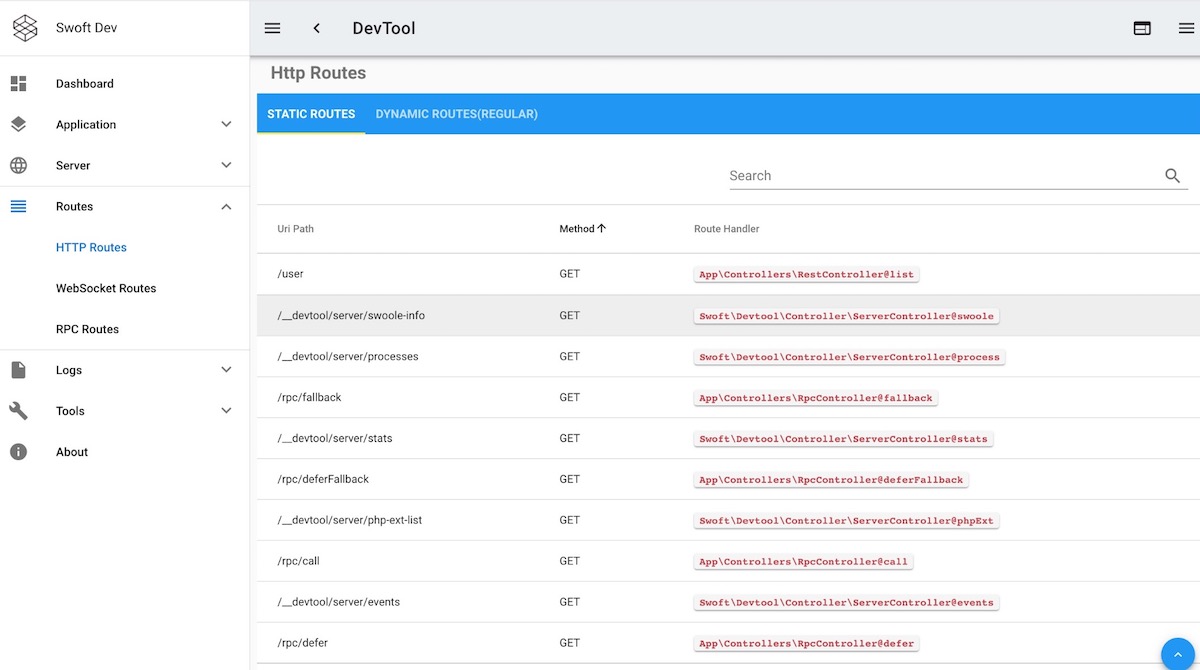 Swoft Dev
DevTool
Dashboard
Application
Server
Routes
HTTP Routes
WebSocket Routes
RPC Routes
Logs
Tools
About
Http Routes
STATIC ROUTES DYNAMIC ROUTES(REGULAR)
Search
Uri Path Method Route Handler
/user GET App\Controllers\RestController@list
/__devtool/server/swoole-info GET Swoft\Devtool\Controller\ServerController@swoole
/__devtool/server/processes GET Swoft\Devtool\Controller\ServerController@process
/rpc/fallback GET App\Controllers\RpcController@fallback
/__devtool/server/stats GET Swoft\Devtool\Controller\ServerController@stats
/rpc/deferFallback GET App\Controllers\RpcController@deferFallback
/__devtool/server/php-ext-list GET Swoft\Devtool\Controller\ServerController@phpExt
/rpc/call GET App\Controllers\RpcController@call
/__devtool/server/events GET Swoft\Devtool\Controller\ServerController@events
/rpc/defer GET App\Controllers\RpcController@defer